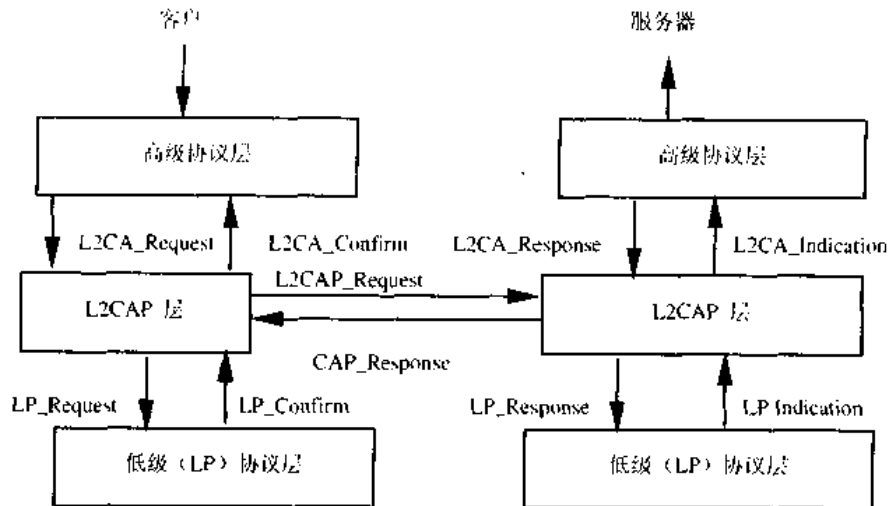 客户
服务器
高级协议层
高级协议层
L2CA_Request
L2CA_Confirm
L2CA_Response
L2CA_Indication
L2CAP_Request
L2CAP 层
L2CAP 层
CAP_Response
LP_Request
LP_Confirm
LP_Response
LP Indication
低级（LP）协议层
低级（LP）协议层